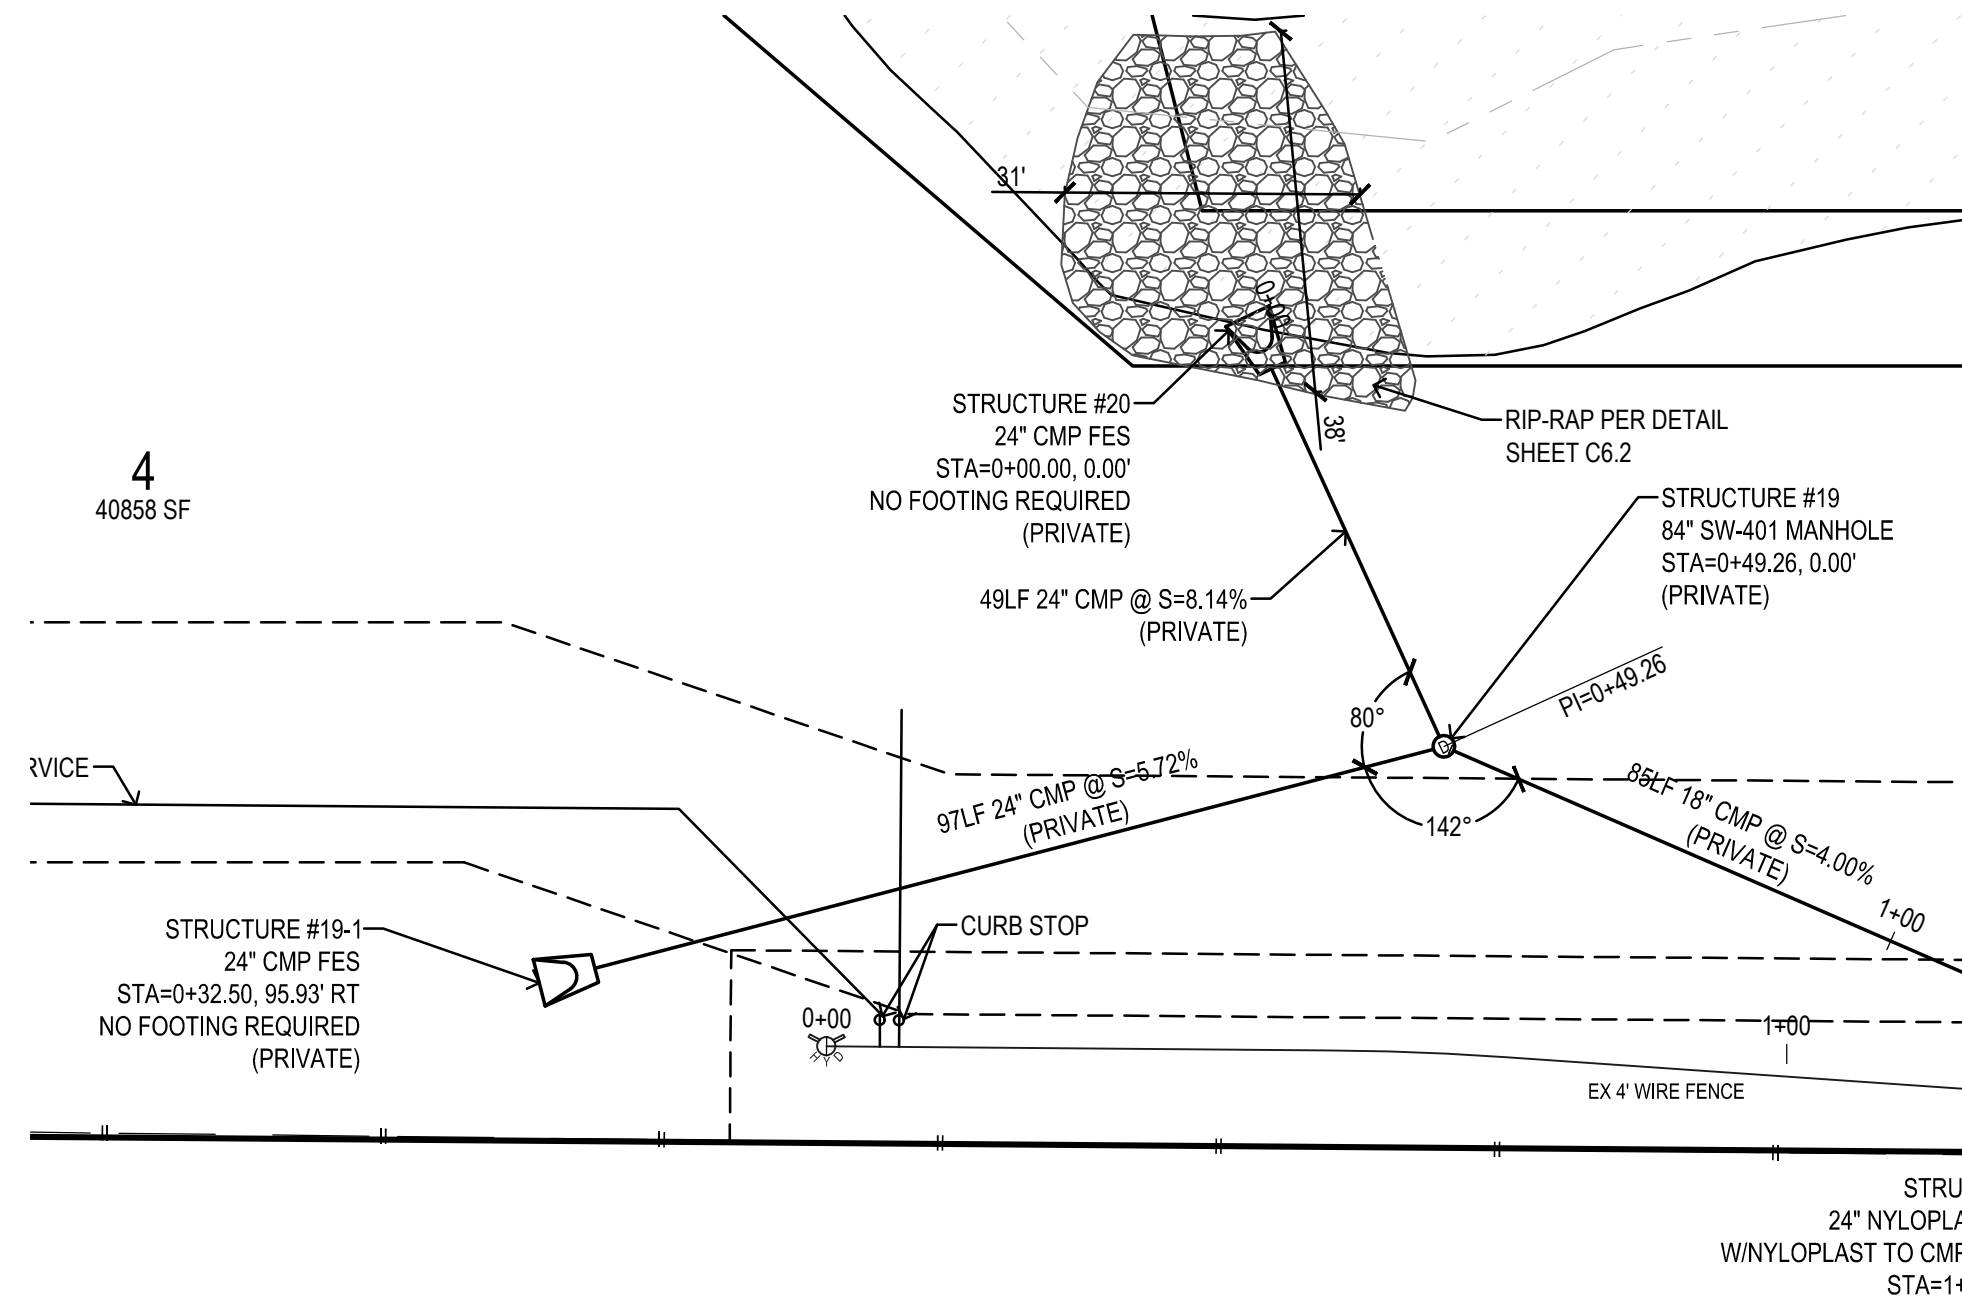 31'
0+00
38'
STRUCTURE #20
24" CMP FES
STA=0+00.00, 0.00'
NO FOOTING REQUIRED
(PRIVATE)
RIP-RAP PER DETAIL
SHEET C6.2
4
40858 SF
STRUCTURE #19
84" SW-401 MANHOLE
STA=0+49.26, 0.00'
(PRIVATE)
49LF 24" CMP @ S=8.14%
(PRIVATE)
PI=0+49.26
80°
D
RVICE
97LF 24" CMP @ S=5.72%
(PRIVATE)
142°
85LF 18" CMP @ S=4.00%
(PRIVATE)
1+00
STRUCTURE #19-1
24" CMP FES
STA=0+32.50, 95.93' RT
NO FOOTING REQUIRED
(PRIVATE)
CURB STOP
0+00
HYD
1+00
EX 4' WIRE FENCE
STRU
24" NYLOPLA
W/NYLOPLAST TO CMP
STA=1+